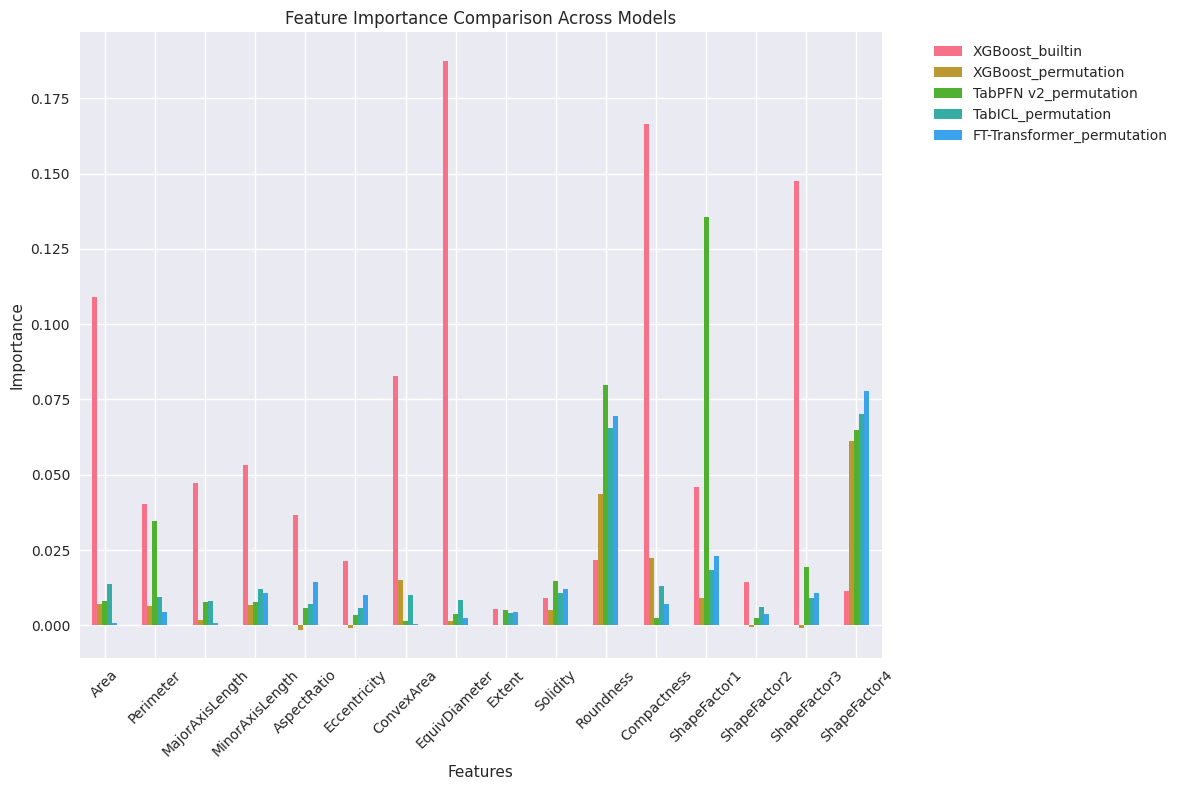 Feature Importance Comparison Across Models
XGBoost_builtin
XGBoost_permutation
TabPFN v2_permutation
TabICL_permutation
FT-Transformer_permutation
Importance
0.175
0.150
0.125
0.100
0.075
0.050
0.025
0.000
Area
Perimeter
MajorAxisLength
MinorAxisLength
AspectRatio
Eccentricity
ConvexArea
EquivDiameter
Extent
Solidity
Roundness
Compactness
ShapeFactor1
ShapeFactor2
ShapeFactor3
ShapeFactor4
Features